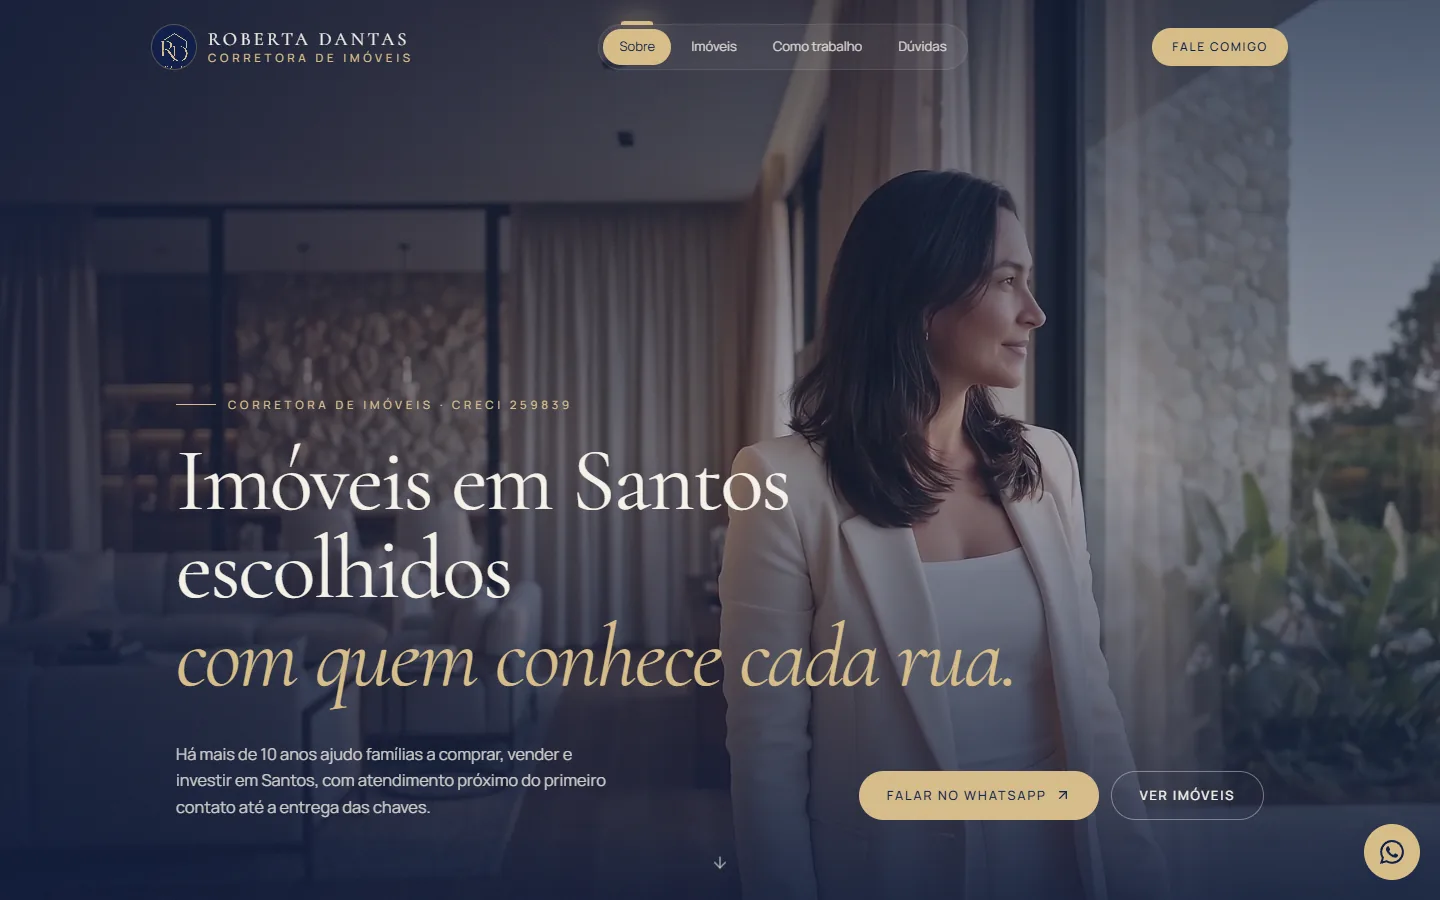 ROBERTA DANTAS
CORRETORA DE IMÓVEIS
Sobre
Imóveis
Como trabalho
Dúvidas
FALE COMIGO
CORRETORA DE IMÓVEIS · CRECI 259839
Imóveis em Santos
escolhidos
com quem conhece cada rua.
Há mais de 10 anos ajudo famílias a comprar, vender e
investir em Santos, com atendimento próximo do primeiro
contato até a entrega das chaves.
FALAR NO WHATSAPP
VER IMÓVEIS